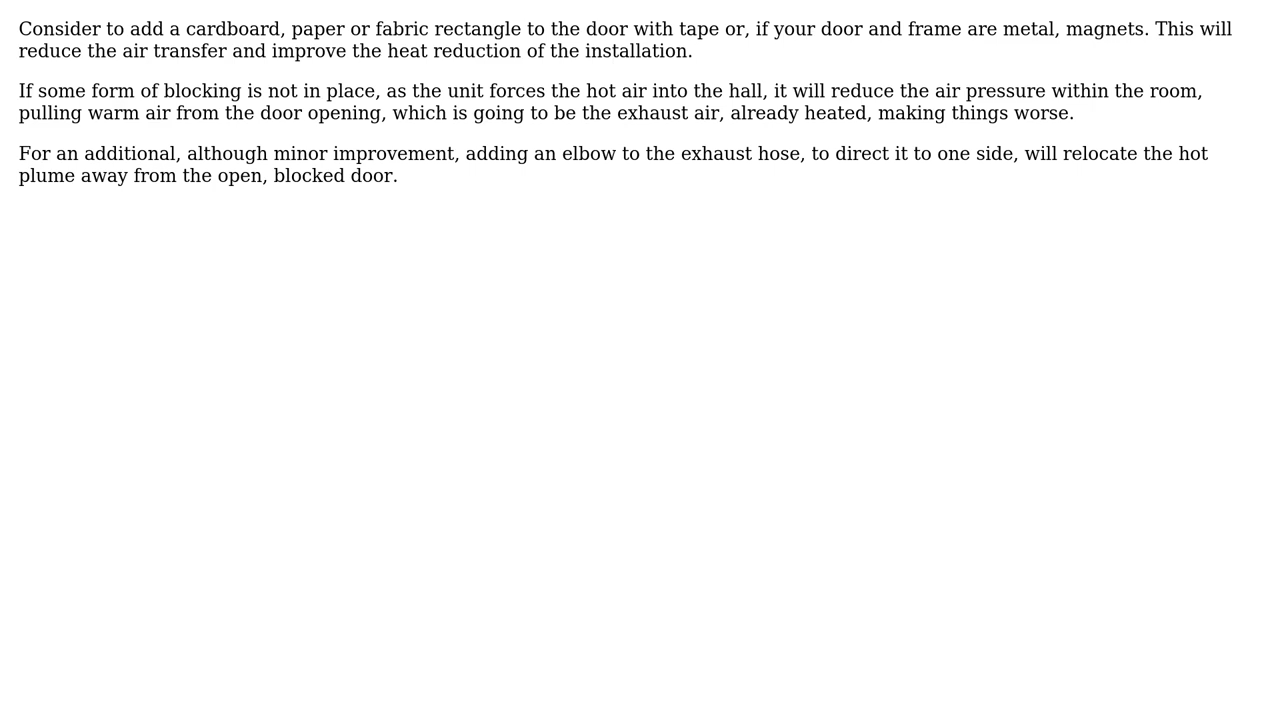 Consider to add a cardboard, paper or fabric rectangle to the door with tape or, if your door and frame are metal, magnets. This will
reduce the air transfer and improve the heat reduction of the installation.
If some form of blocking is not in place, as the unit forces the hot air into the hall, it will reduce the air pressure within the room,
pulling warm air from the door opening, which is going to be the exhaust air, already heated, making things worse.
For an additional, although minor improvement, adding an elbow to the exhaust hose, to direct it to one side, will relocate the hot
plume away from the open, blocked door.